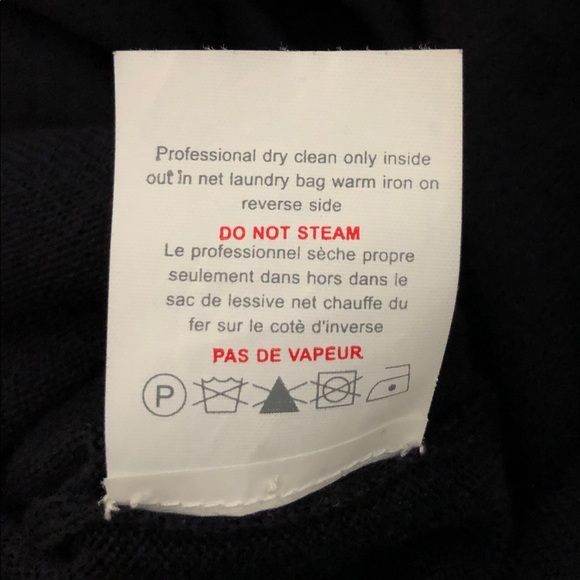 Professional dry clean only inside
out in net laundry bag warm iron on
reverse side
DO NOT STEAM
Le professionnel sèche propre
seulement dans hors dans le
sac de lessive net chauffe du
fer sur le cotè d'inverse
PAS DE VAPEUR
P